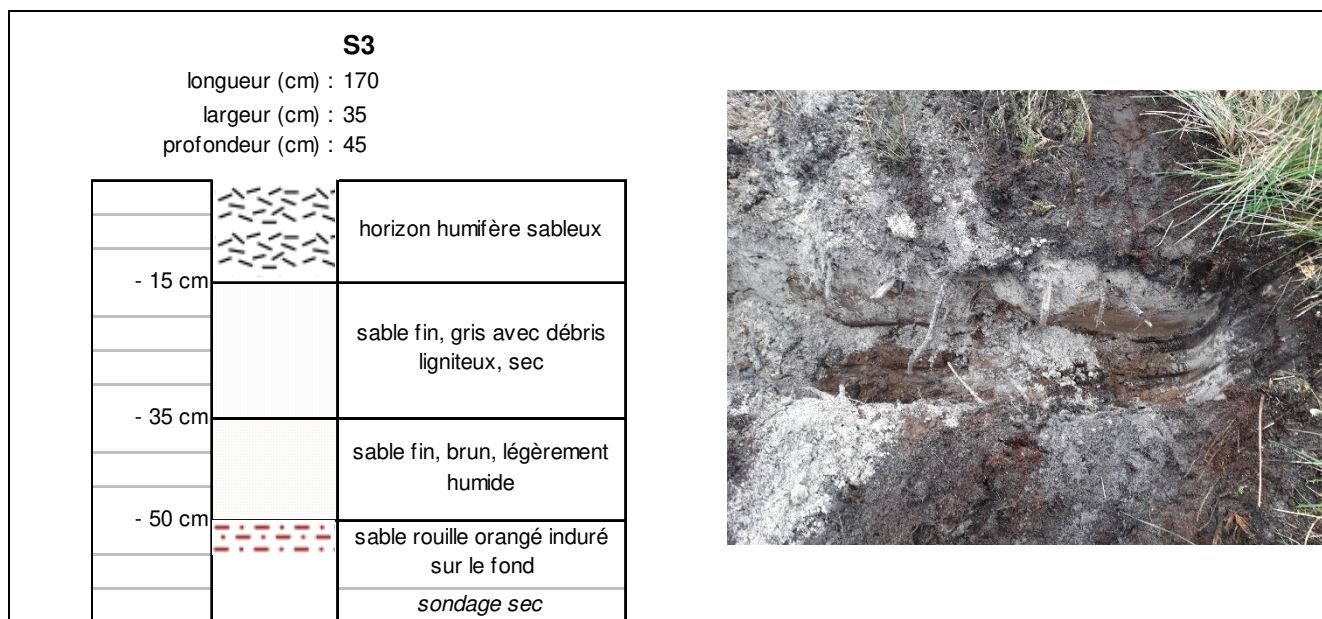 S3
longueur (cm) : 170
largeur (cm) : 35
profondeur (cm) : 45
horizon humifère sableux
- 15 cm
sable fin, gris avec débris
ligniteux, sec
- 35 cm
sable fin, brun, légèrement
humide
- 50 cm
sable rouille orangé induré
sur le fond
sondage sec